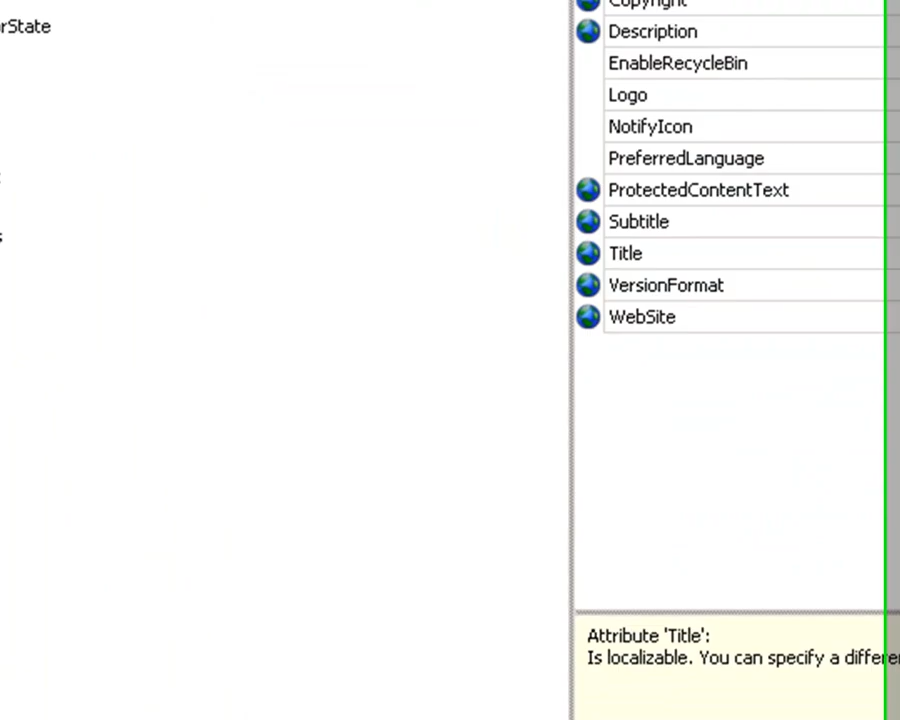 rState
Copyright
Description
EnableRecycleBin
Logo
NotifyIcon
PreferredLanguage
ProtectedContentText
Subtitle
Title
VersionFormat
WebSite
Attribute 'Title':
Is localizable. You can specify a differe